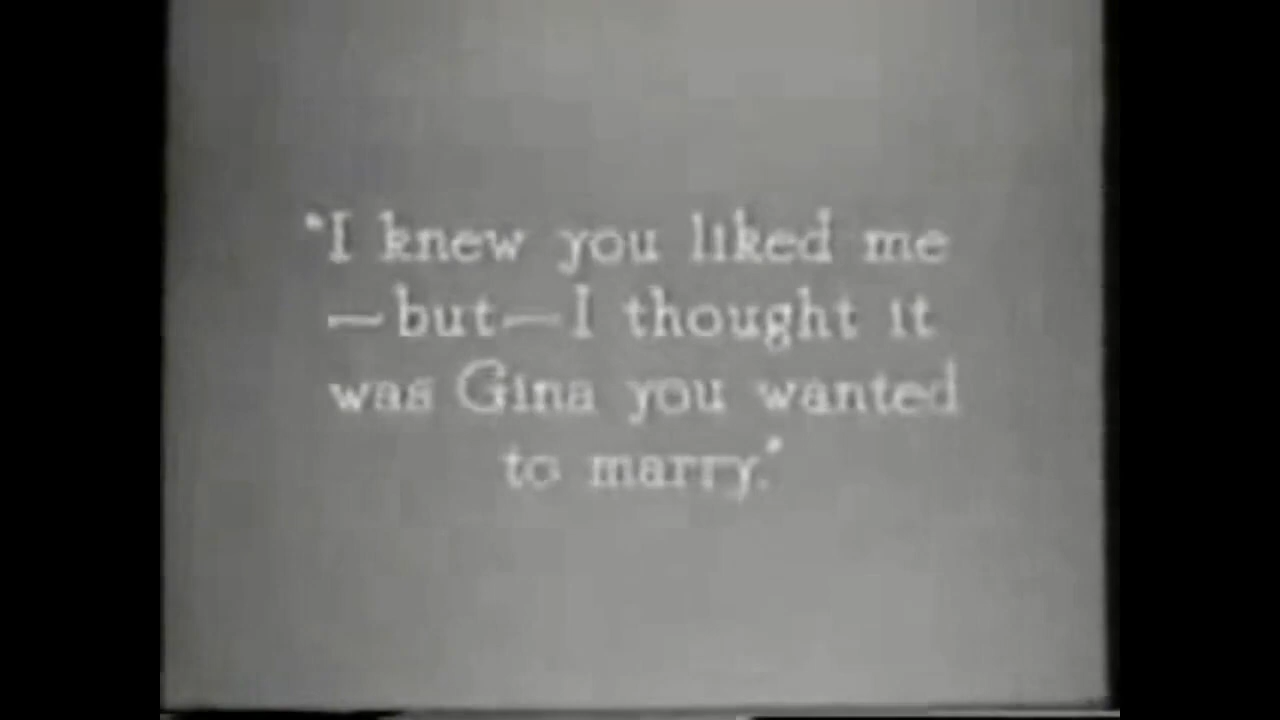 "I knew you liked me
—but—I thought it
was Gina you wanted
to marry."